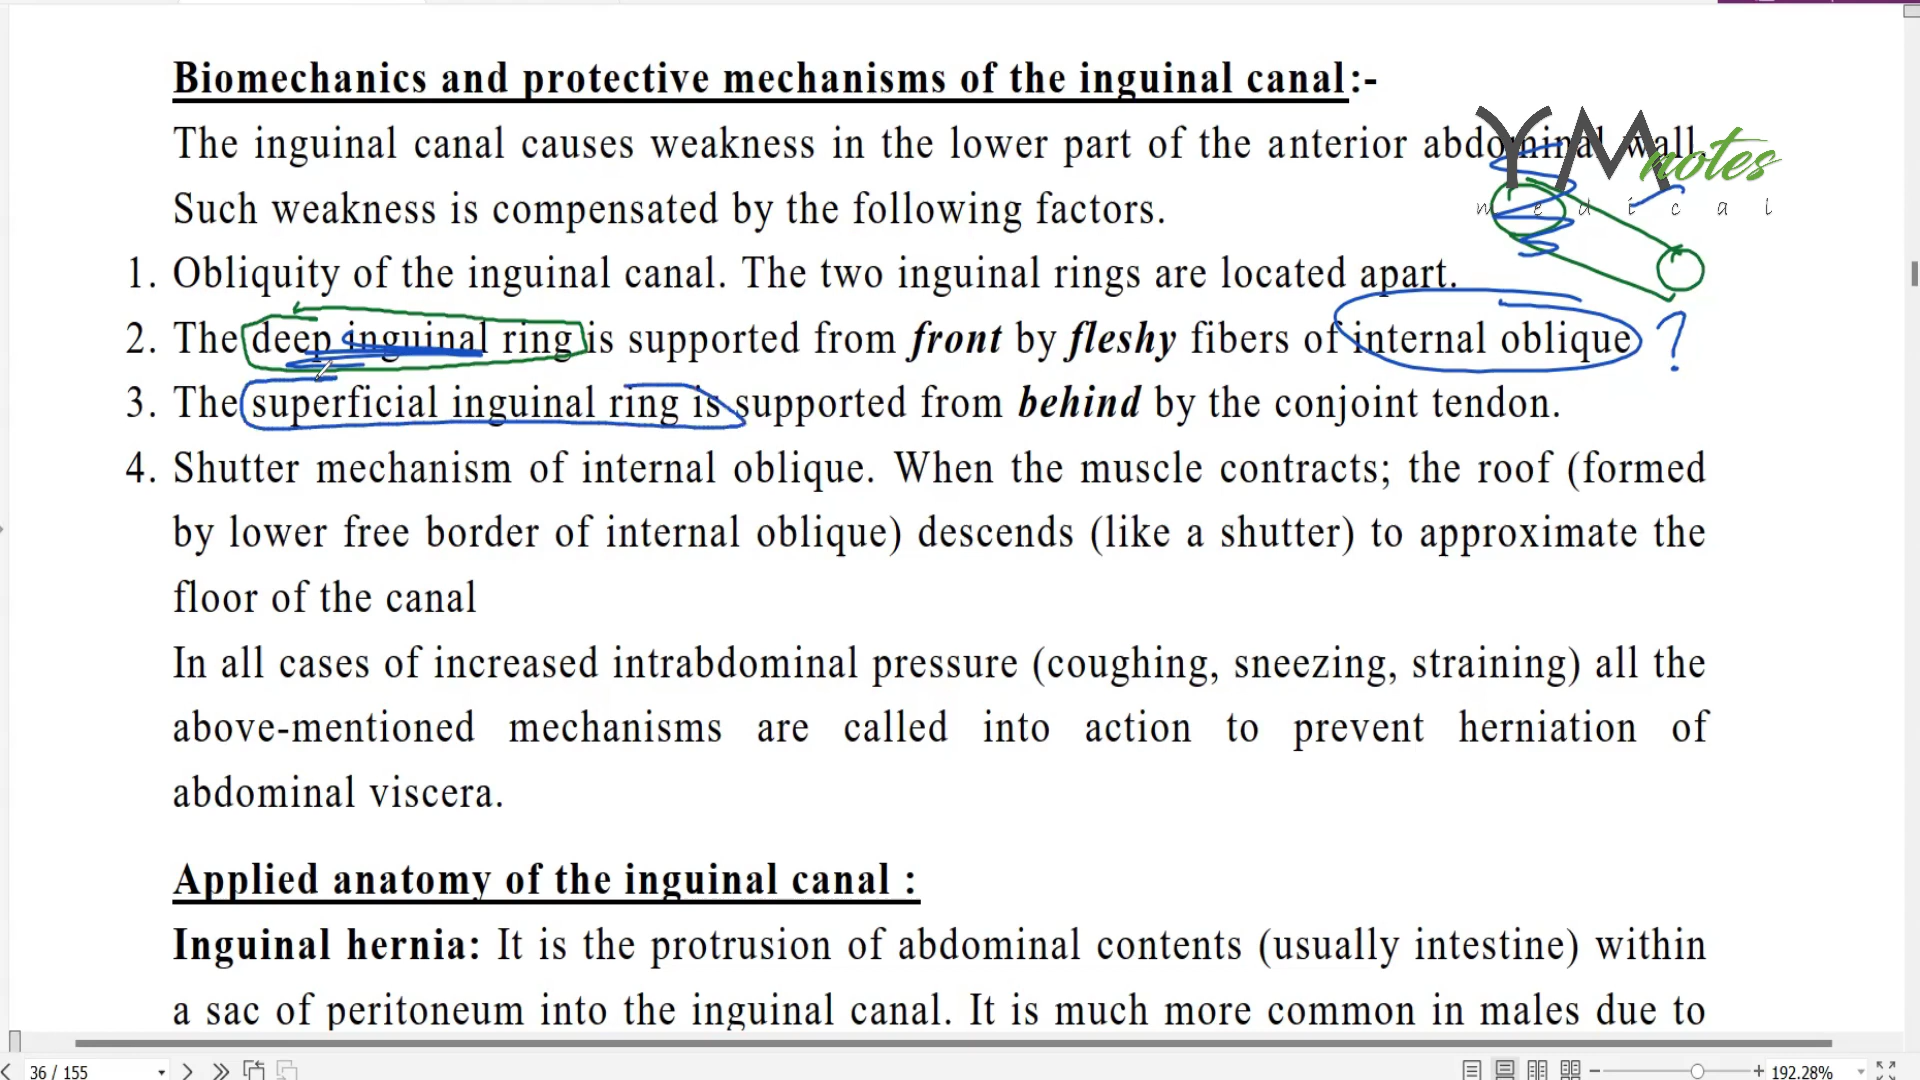 Biomechanics and protective mechanisms of the inguinal canal:-
The inguinal canal causes weakness in the lower part of the anterior abdominal wall.
YM notes
Such weakness is compensated by the following factors.
medical
1. Obliquity of the inguinal canal. The two inguinal rings are located apart.
2. The deep inguinal ring is supported from front by fleshy fibers of internal oblique ?
3. The superficial inguinal ring is supported from behind by the conjoint tendon.
4. Shutter mechanism of internal oblique. When the muscle contracts; the roof (formed
by lower free border of internal oblique) descends (like a shutter) to approximate the
floor of the canal
In all cases of increased intrabdominal pressure (coughing, sneezing, straining) all the
above-mentioned mechanisms are called into action to prevent herniation of
abdominal viscera.
Applied anatomy of the inguinal canal :
Inguinal hernia: It is the protrusion of abdominal contents (usually intestine) within
a sac of peritoneum into the inguinal canal. It is much more common in males due to
36 / 155
192.28%